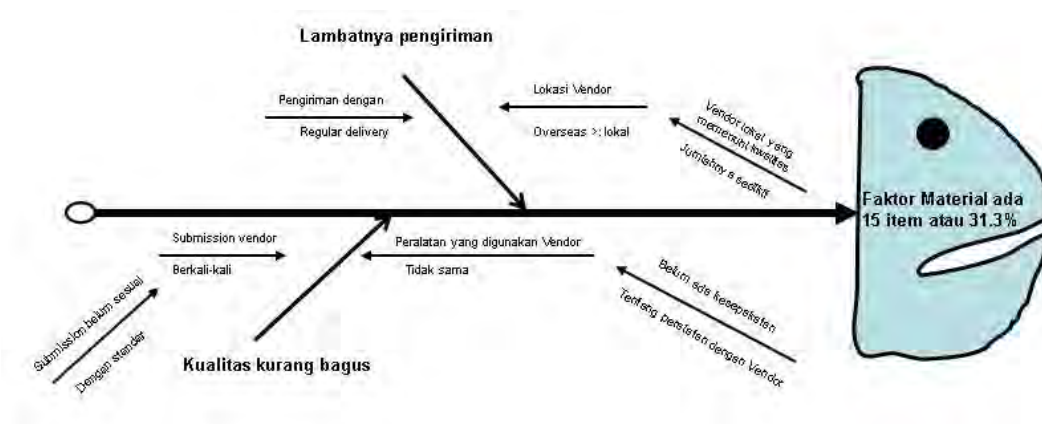 Lambatnya pengiriman
Pengiriman dengan
Regular delivery
Lokasi Vendor
Overseas >: lokal
Vendor lokal yang
memenuhi kwalitas
Jumlahnya sedikit
Faktor Material ada
15 item atau 31.3%
Submission vendor
Berkali-kali
Peralatan yang digunakan Vendor
Tidak sama
Submission belum sesuai
Dengan stander
Belum ada kesepakatan
Tentang peralatan dengan Vendor
Kualitas kurang bagus